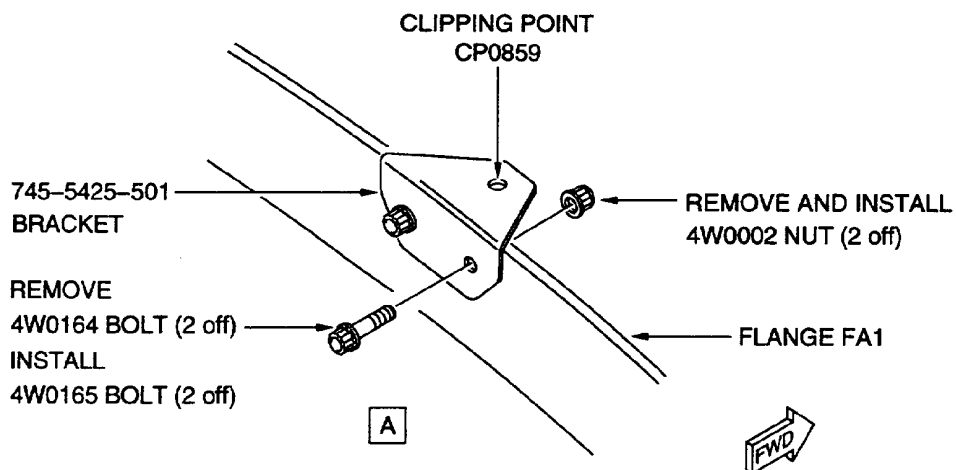 CLIPPING POINT
CP0859
745–5425–501
BRACKET
REMOVE AND INSTALL
4W0002 NUT (2 off)
REMOVE
4W0164 BOLT (2 off)
INSTALL
4W0165 BOLT (2 off)
FLANGE FA1
A
FWD